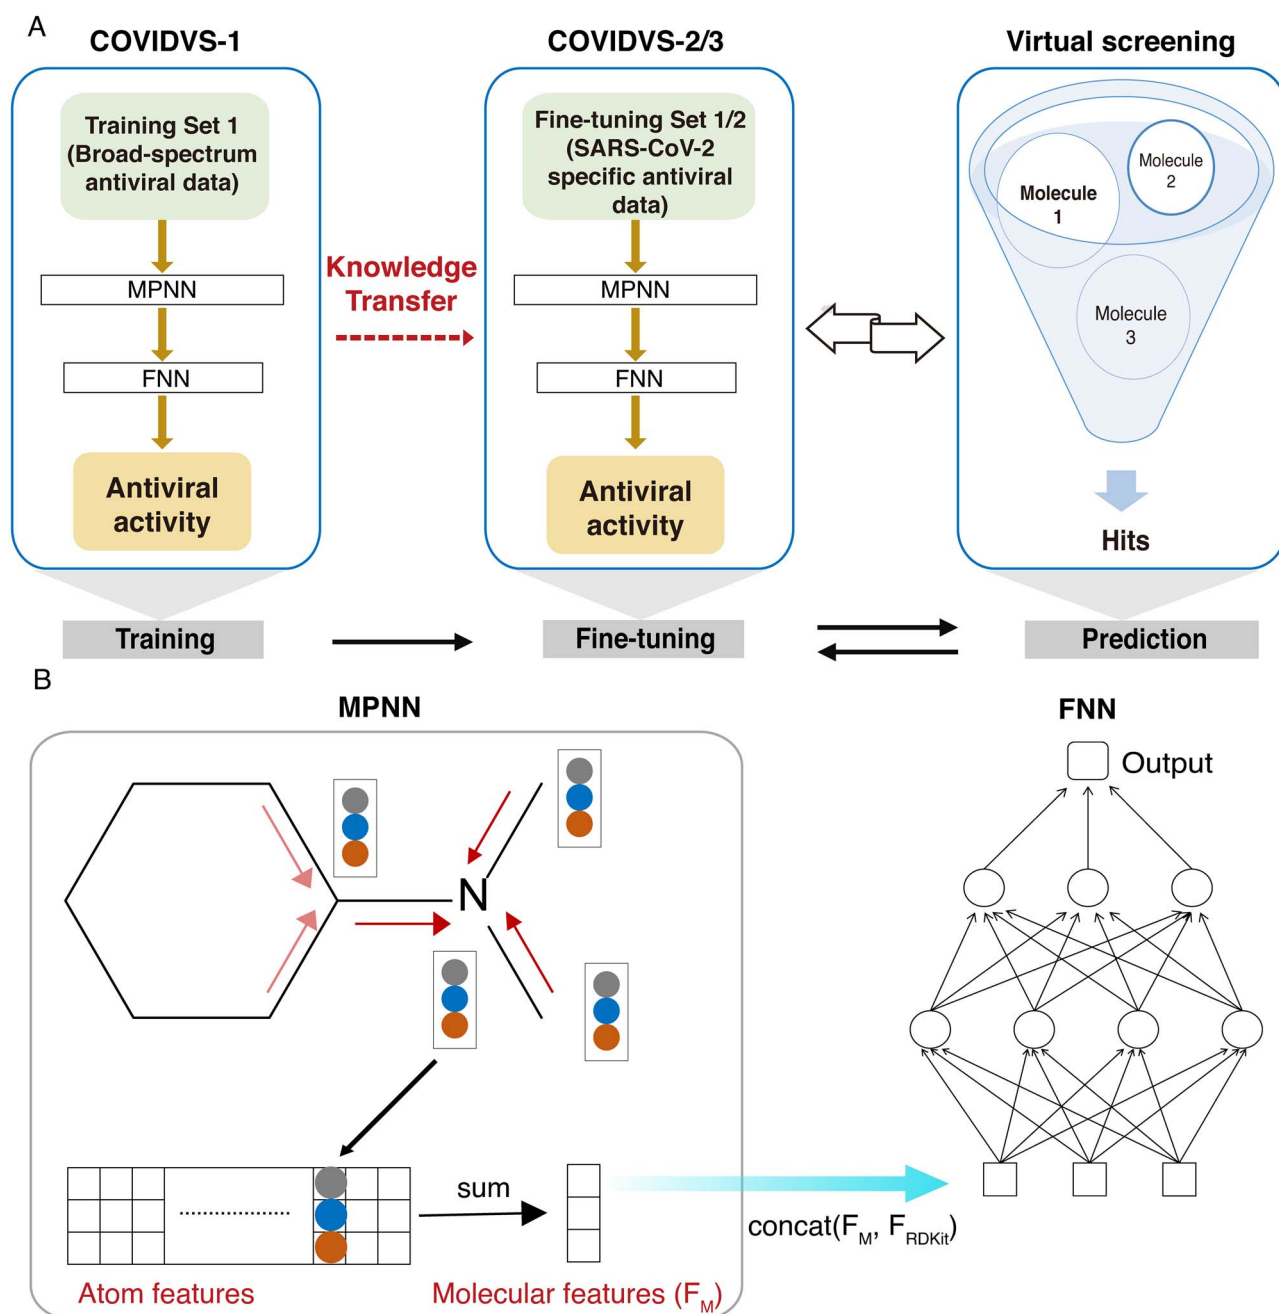 A
COVIDVS-1
COVIDVS-2/3
Virtual screening
Training Set 1
(Broad-spectrum
antiviral data)
MPNN
FNN
Antiviral
activity
Knowledge
Transfer
Fine-tuning Set 1/2
(SARS-CoV-2
specific antiviral
data)
MPNN
FNN
Antiviral
activity
Molecule
1
Molecule
2
Molecule
3
Hits
Training
Fine-tuning
Prediction
B
MPNN
N
sum
Atom features
Molecular features (FM)
concat(FM, FRDKit)
FNN
Output